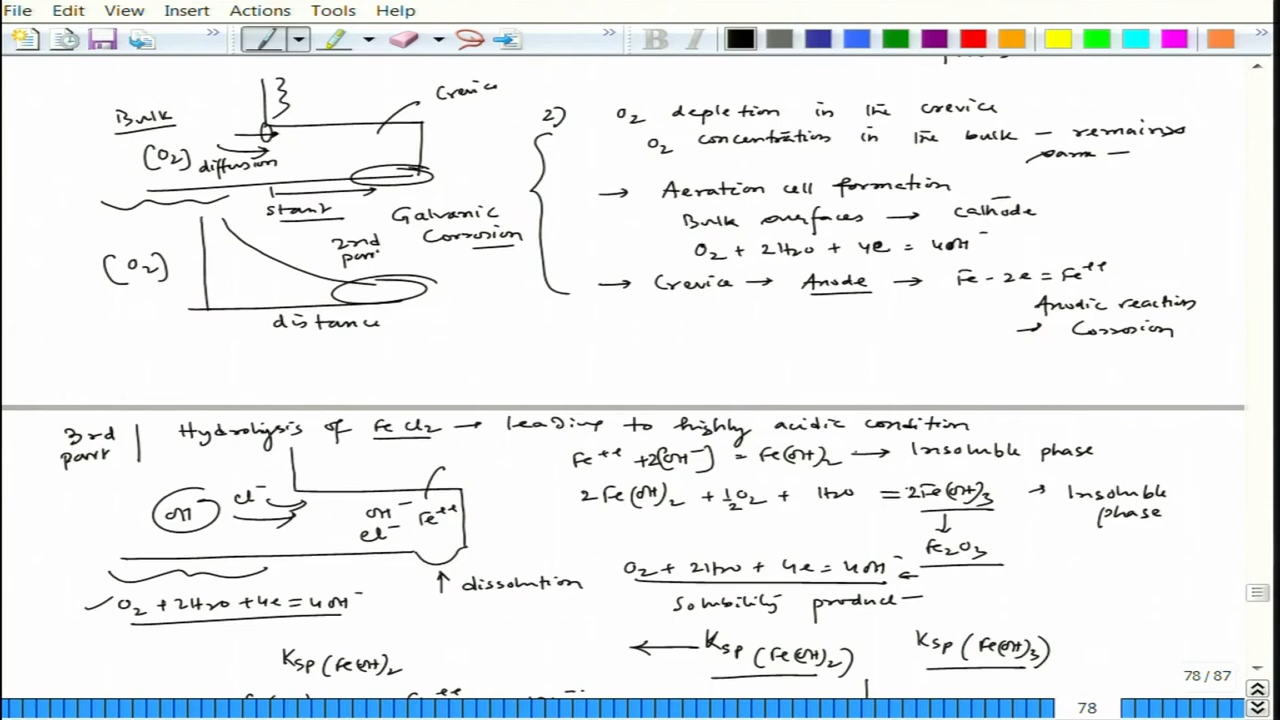 File Edit View Insert Actions Tools Help
B I
Bulk
Crevice
(O2) diffusion
start
Galvanic
Corrosion
(O2)
2nd
part
distance
2) O2 depletion in the crevice
O2 concentration in the bulk - remains
same -
→ Aeration cell formation
Bulk surfaces → cathode
O2 + 2H2O + 4e = 4OH-
→ Crevice → Anode → Fe - 2e = Fe++
Anodic reaction
→ Corrosion
3rd
part
Hydrolysis of FeCl2 → leading to highly acidic condition
Fe++ + 2[OH-] = Fe(OH)2 → Insoluble phase
2Fe(OH)2 + 1/2 O2 + 1H2O = 2Fe(OH)3 → Insoluble
phase
↓
Fe2O3
OH- Cl-
OH- Fe++
Cl-
↑ dissolution
O2 + 2H2O + 4e = 4OH- ←
✓ O2 + 2H2O + 4e = 4OH-
Solubility product -
Ksp (Fe(OH)2
← Ksp (Fe(OH)2) Ksp (Fe(OH)3)
78 / 87
78